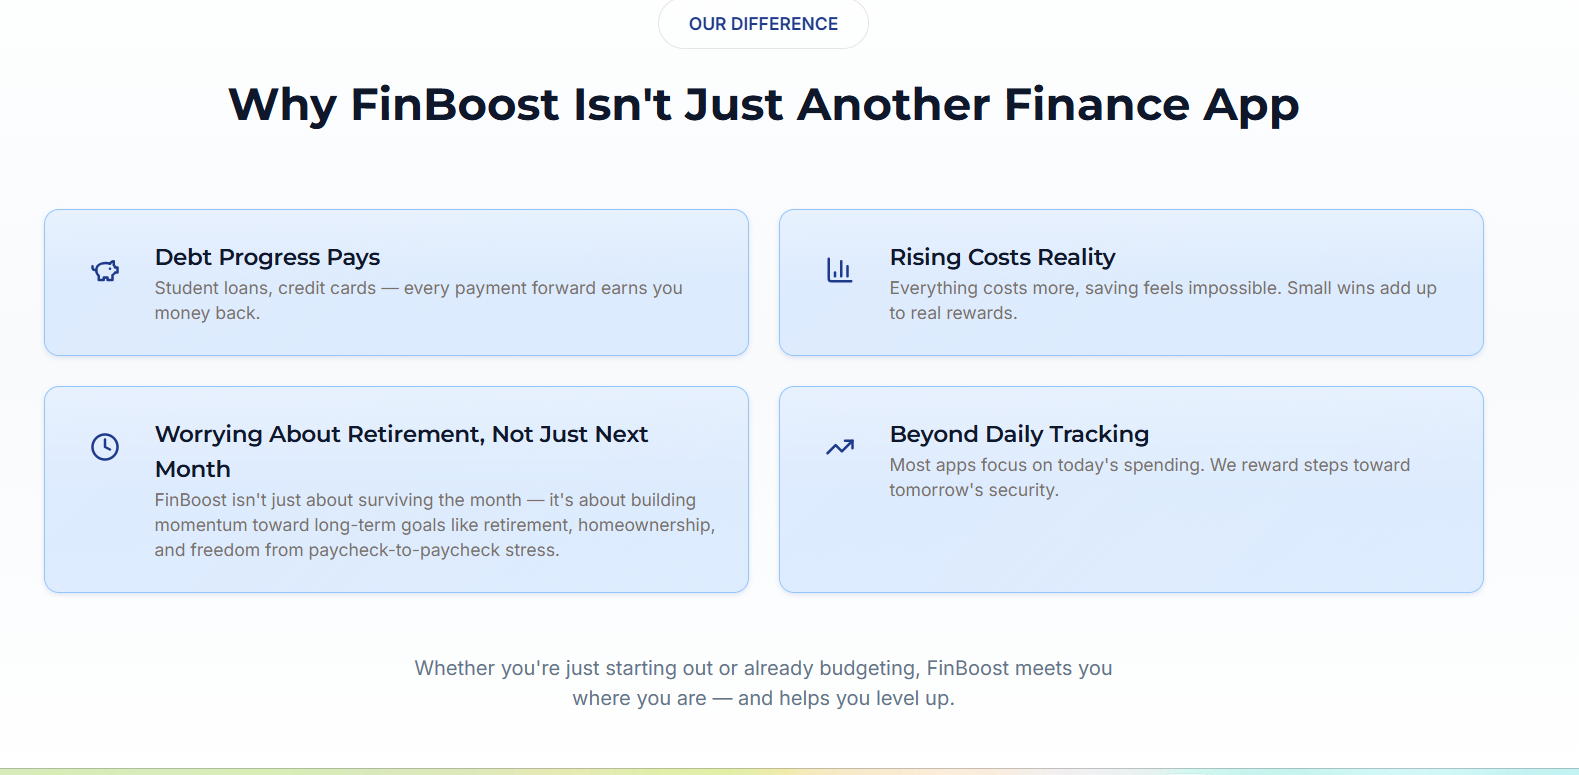 OUR DIFFERENCE
Why FinBoost Isn't Just Another Finance App
Debt Progress Pays
Student loans, credit cards — every payment forward earns you
money back.
Rising Costs Reality
Everything costs more, saving feels impossible. Small wins add up
to real rewards.
Worrying About Retirement, Not Just Next
Month
FinBoost isn't just about surviving the month — it's about building
momentum toward long-term goals like retirement, homeownership,
and freedom from paycheck-to-paycheck stress.
Beyond Daily Tracking
Most apps focus on today's spending. We reward steps toward
tomorrow's security.
Whether you're just starting out or already budgeting, FinBoost meets you
where you are — and helps you level up.